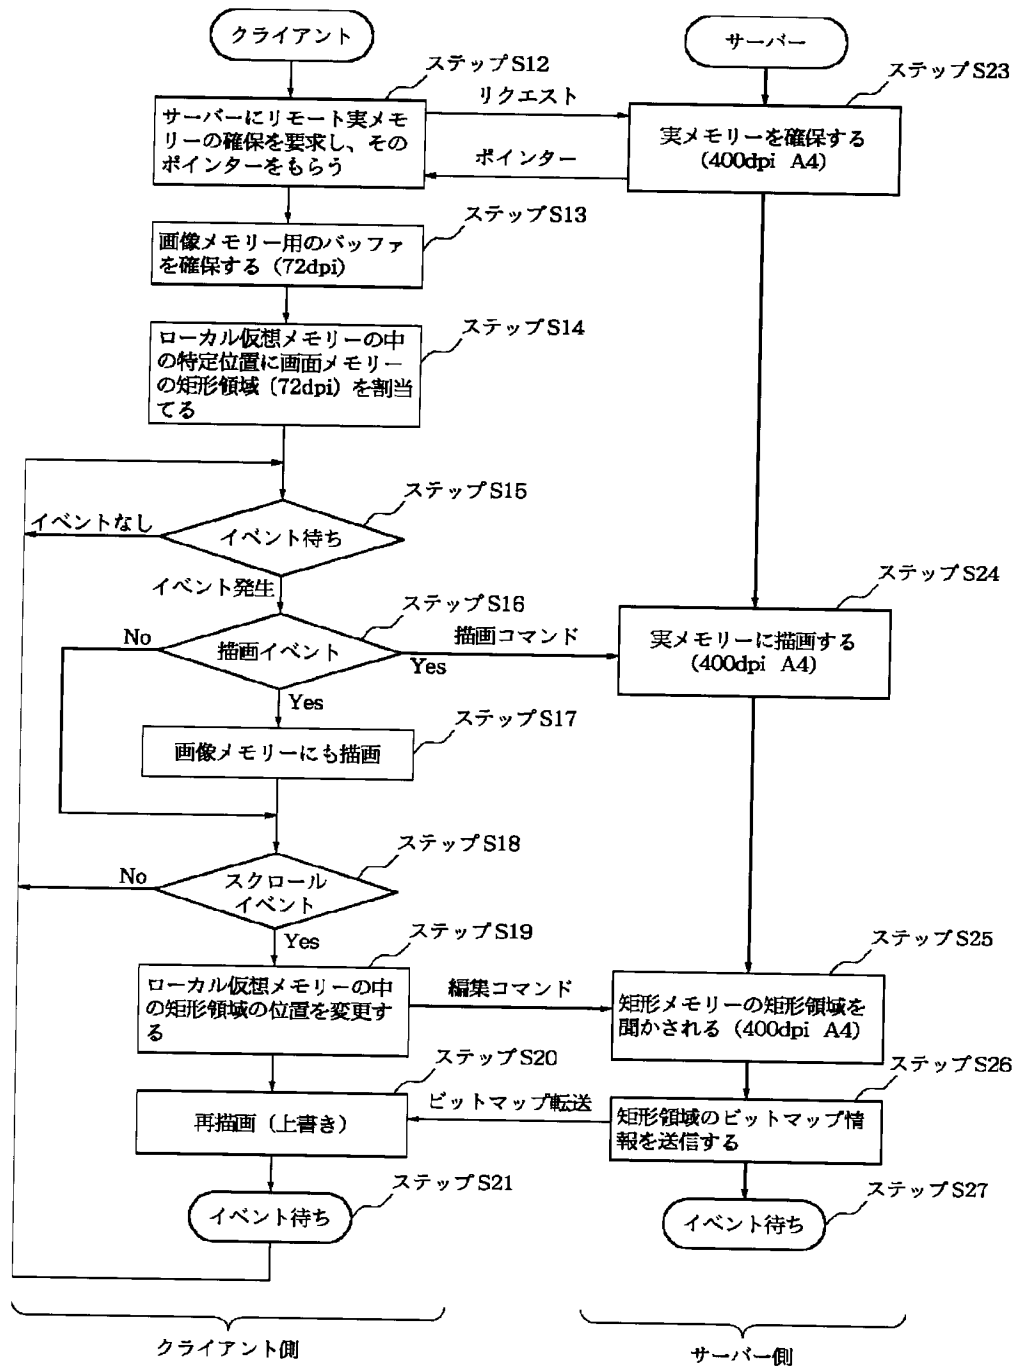 クライアント
サーバー
ステップS12
ステップS23
リクエスト
サーバーにリモート実メモ
リーの確保を要求し、その
ポインターをもらう
実メモリーを確保する
(400dpi A4)
ポインター
ステップS13
画像メモリー用のバッファ
を確保する (72dpi)
ステップS14
ローカル仮想メモリーの中
の特定位置に画面メモリー
の矩形領域 (72dpi) を割当
てる
ステップS15
イベントなし
イベント待ち
イベント発生
ステップS16
ステップS24
No
描画イベント
描画コマンド
Yes
実メモリーに描画する
(400dpi A4)
Yes
ステップS17
画像メモリーにも描画
ステップS18
No
スクロール
イベント
Yes
ステップS19
ステップS25
ローカル仮想メモリーの中
の矩形領域の位置を変更す
る
編集コマンド
矩形メモリーの矩形領域を
聞かされる (400dpi A4)
ステップS20
ステップS26
再描画 (上書き)
ビットマップ転送
矩形領域のビットマップ情
報を送信する
ステップS21
ステップS27
イベント待ち
イベント待ち
クライアント側
サーバー側